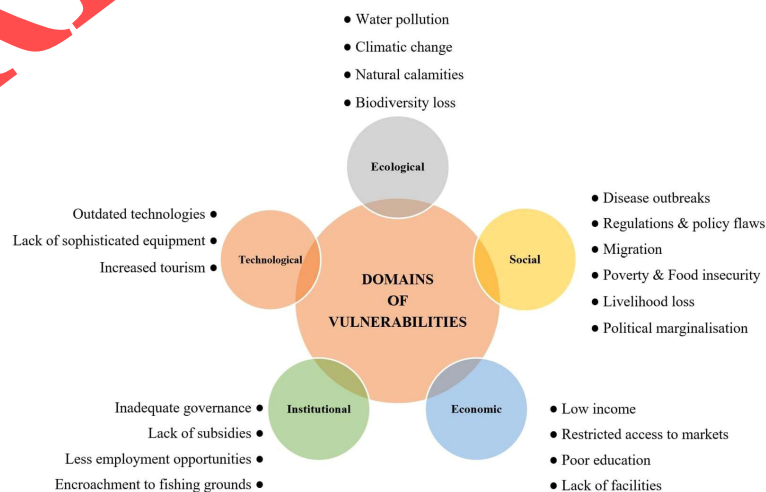 ● Water pollution
● Climatic change
● Natural calamities
● Biodiversity loss
Ecological
Outdated technologies ●
Lack of sophisticated equipment ●
Increased tourism ●
Technological
DOMAINS
OF
VULNERABILITIES
Social
● Disease outbreaks
● Regulations & policy flaws
● Migration
● Poverty & Food insecurity
● Livelihood loss
● Political marginalisation
Inadequate governance ●
Lack of subsidies ●
Less employment opportunities ●
Encroachment to fishing grounds ●
Institutional
Economic
● Low income
● Restricted access to markets
● Poor education
● Lack of facilities